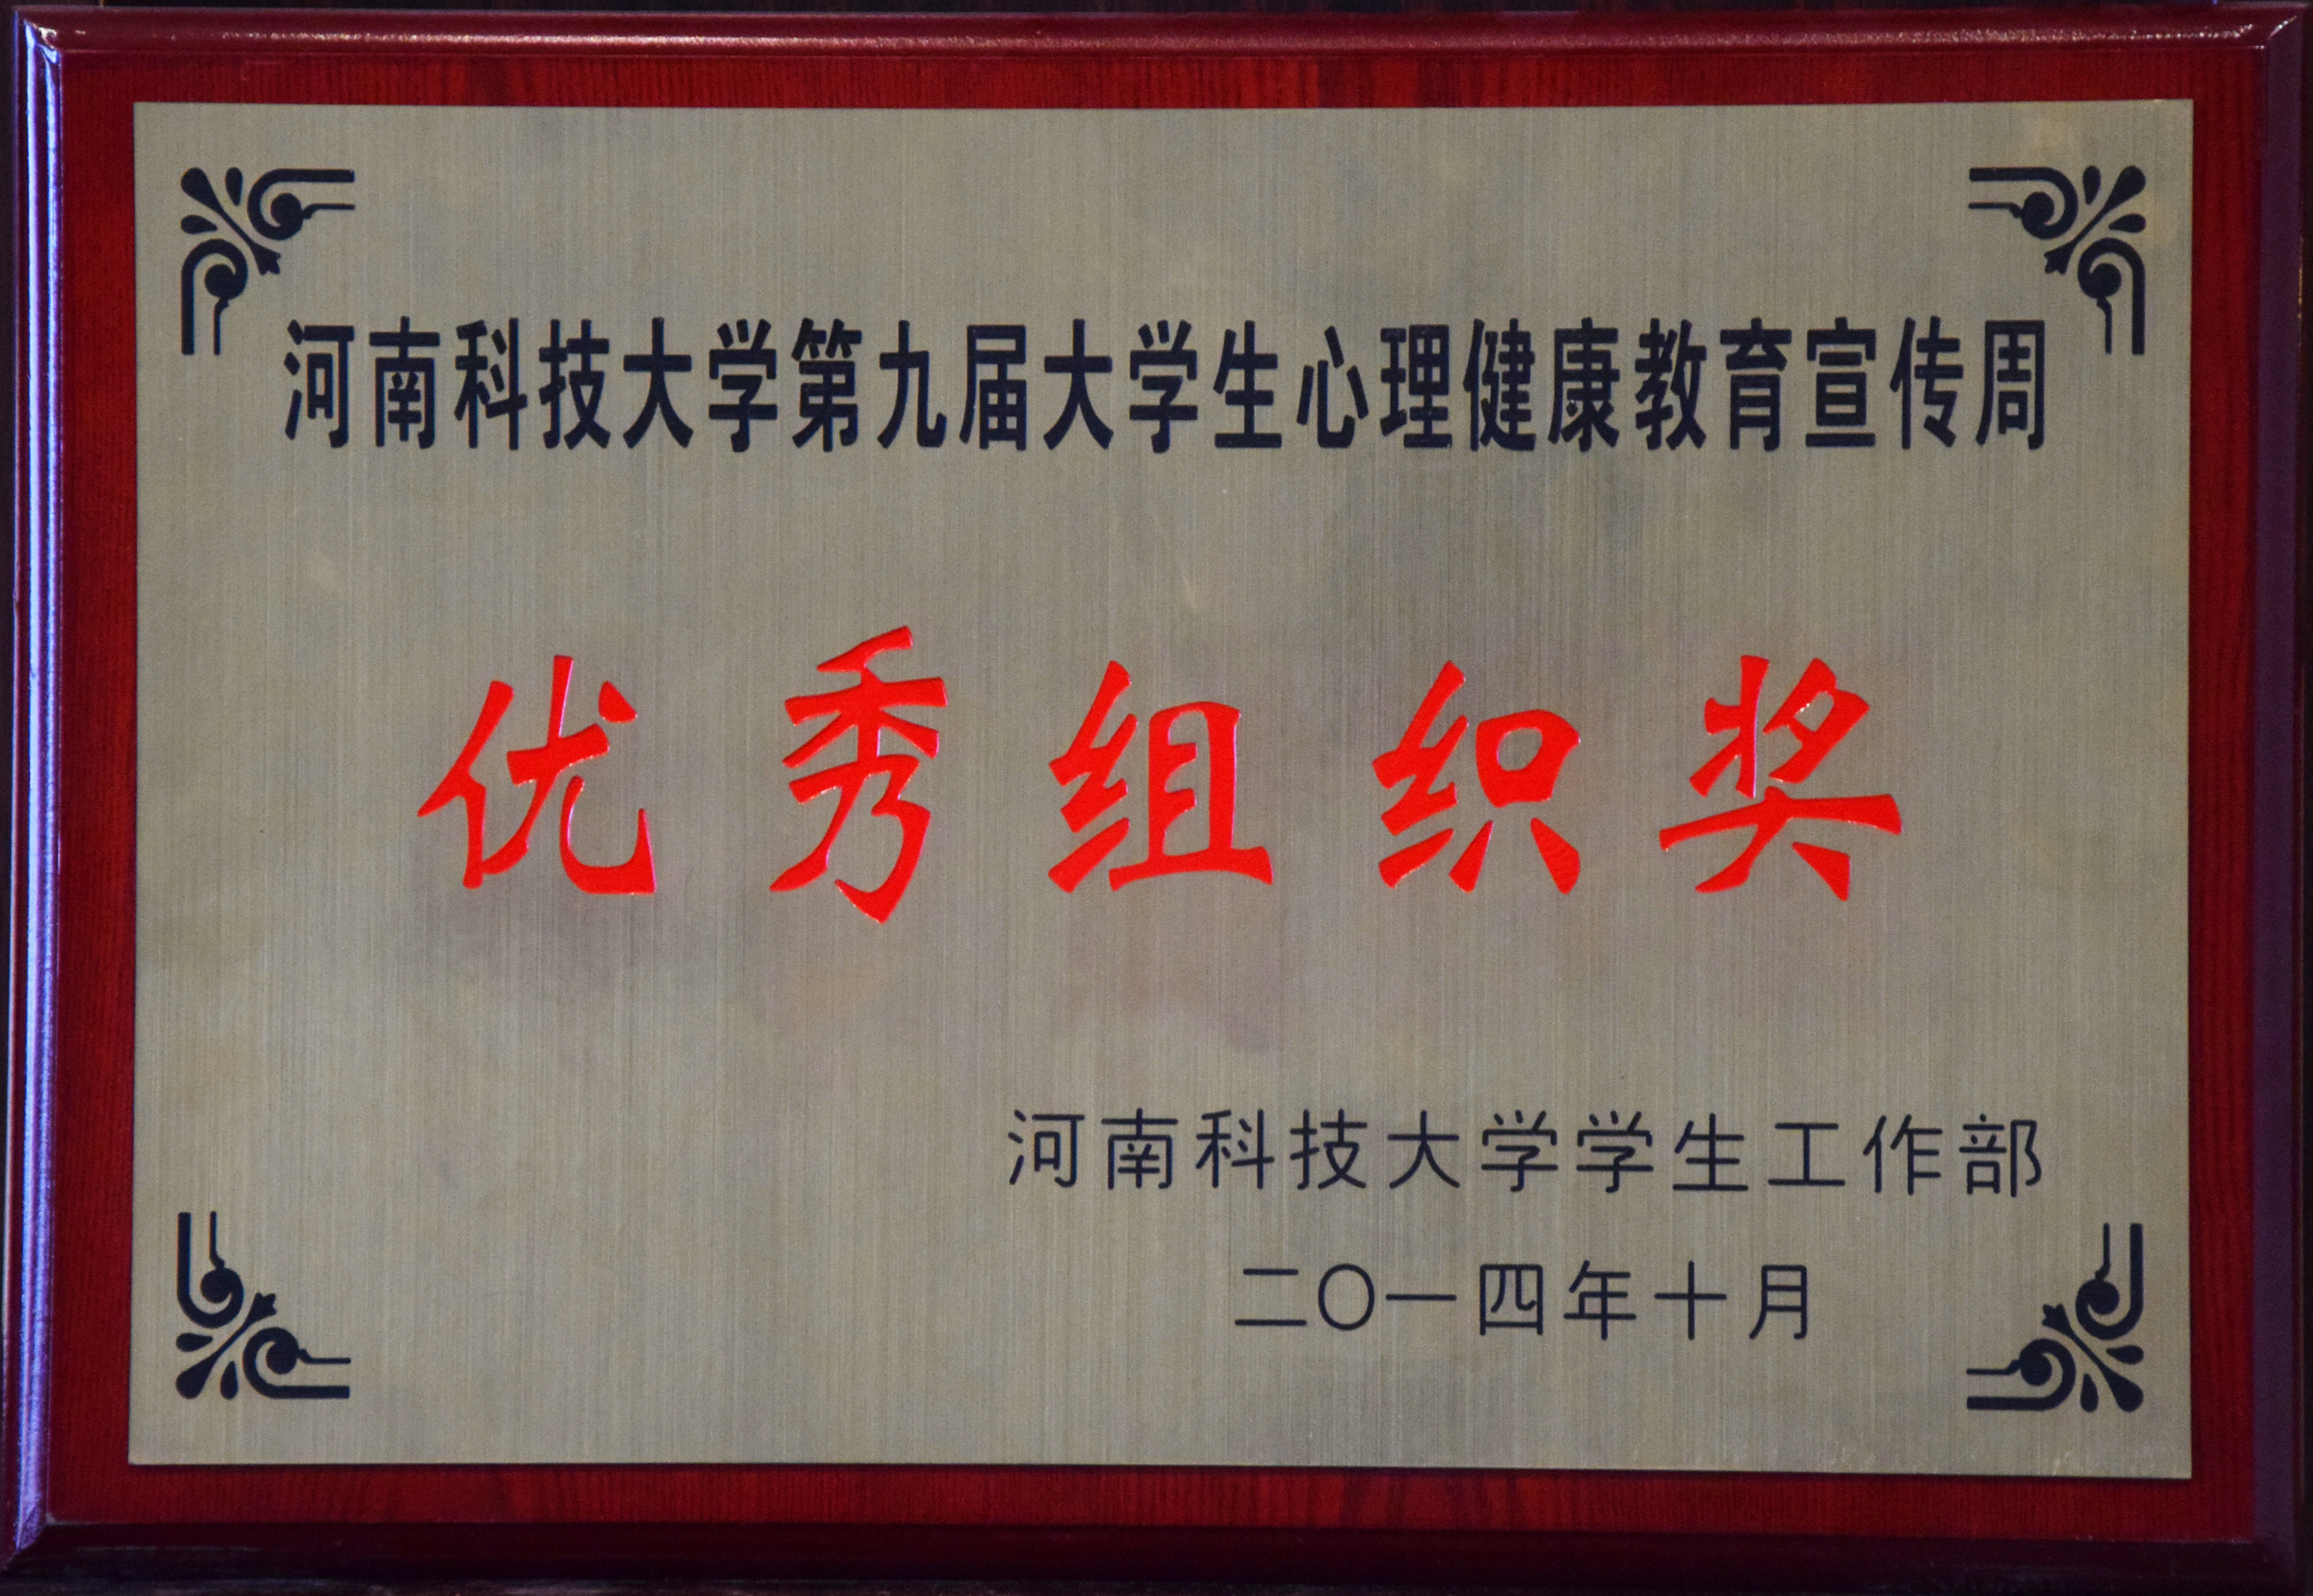 河南科技大学第九届大学生心理健康教育宣传周
优秀组织奖
河南科技大学学生工作部
二〇一四年十月